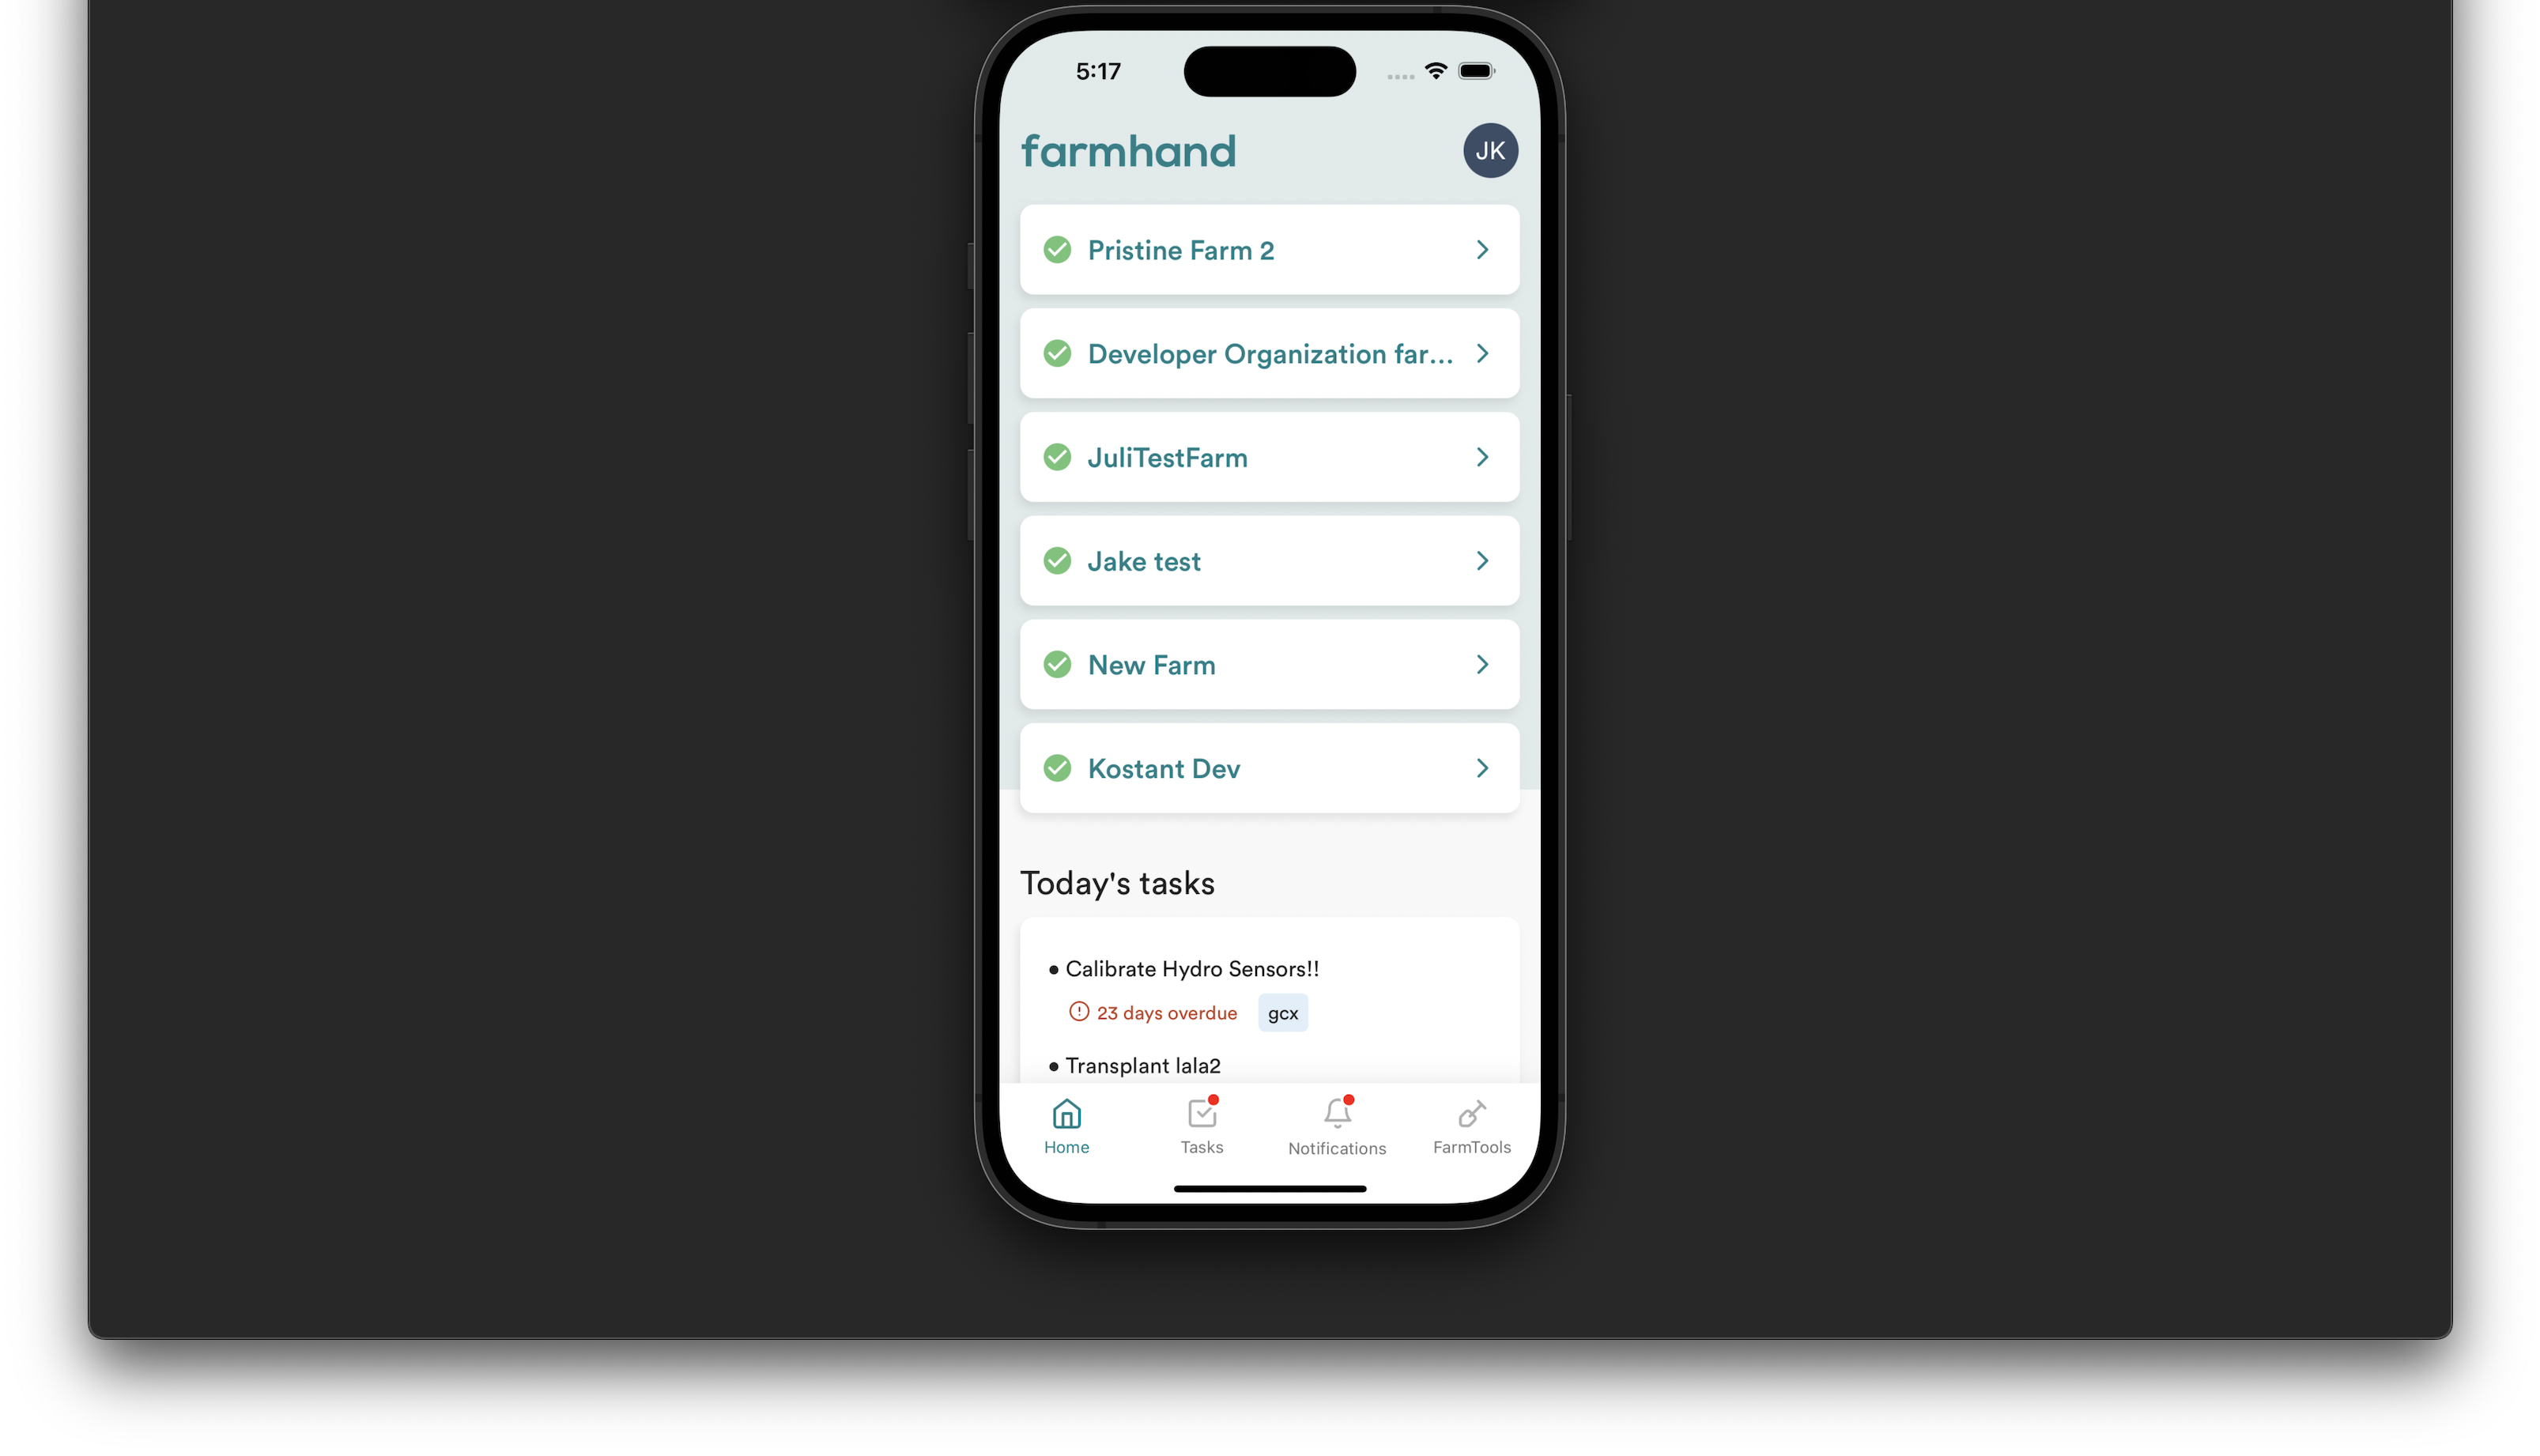 5:17
farmhand
JK
Pristine Farm 2
Developer Organization far...
JuliTestFarm
Jake test
New Farm
Kostant Dev
Today's tasks
• Calibrate Hydro Sensors!!
23 days overdue gcx
• Transplant lala2
Home Tasks Notifications FarmTools